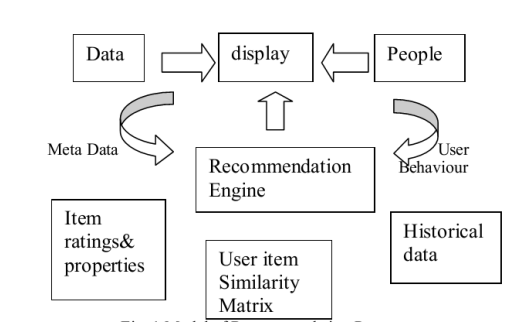 Data
display
People
Meta Data
User
Behaviour
Recommendation
Engine
Item
ratings&
properties
User item
Similarity
Matrix
Historical
data